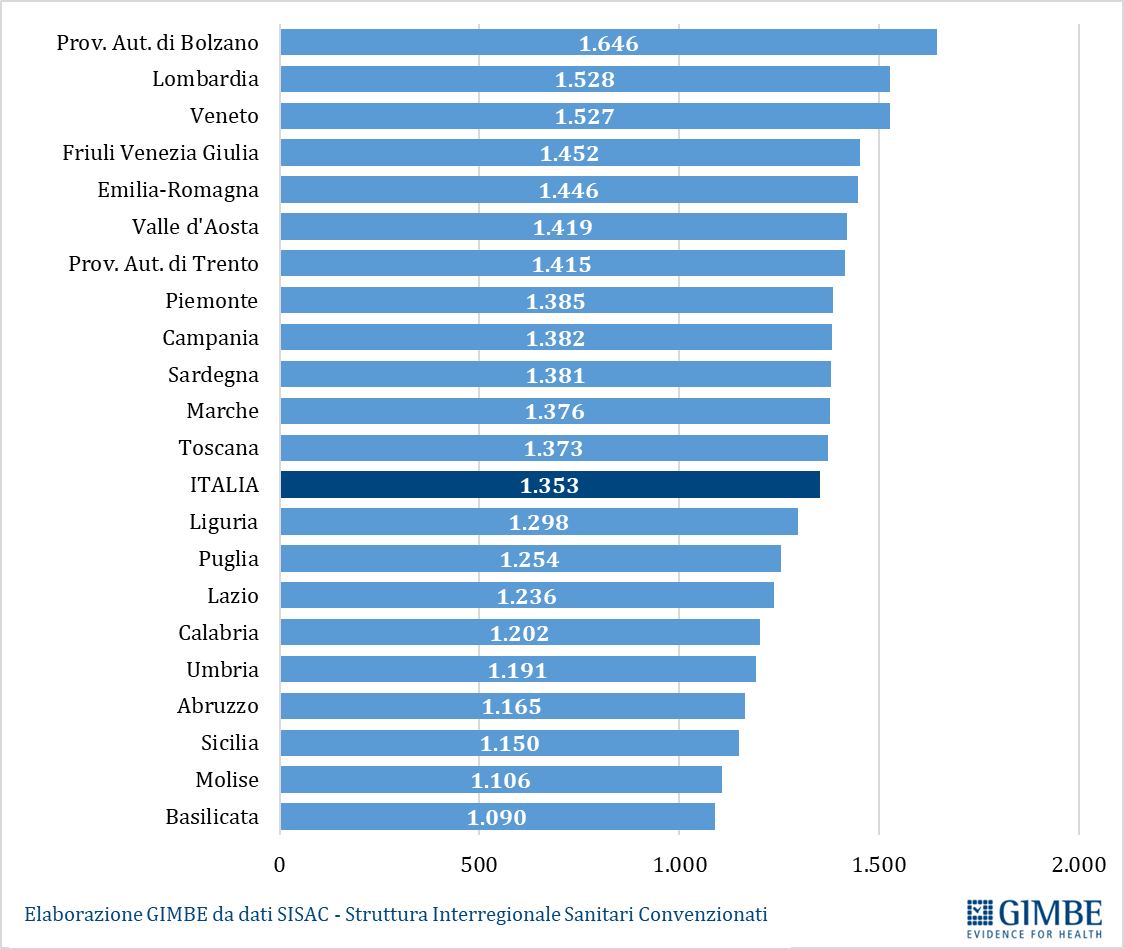 Prov. Aut. di Bolzano 1.646
Lombardia 1.528
Veneto 1.527
Friuli Venezia Giulia 1.452
Emilia-Romagna 1.446
Valle d'Aosta 1.419
Prov. Aut. di Trento 1.415
Piemonte 1.385
Campania 1.382
Sardegna 1.381
Marche 1.376
Toscana 1.373
ITALIA 1.353
Liguria 1.298
Puglia 1.254
Lazio 1.236
Calabria 1.202
Umbria 1.191
Abruzzo 1.165
Sicilia 1.150
Molise 1.106
Basilicata 1.090
0 500 1.000 1.500 2.000
Elaborazione GIMBE da dati SISAC - Struttura Interregionale Sanitari Convenzionati
GIMBE
EVIDENCE FOR HEALTH